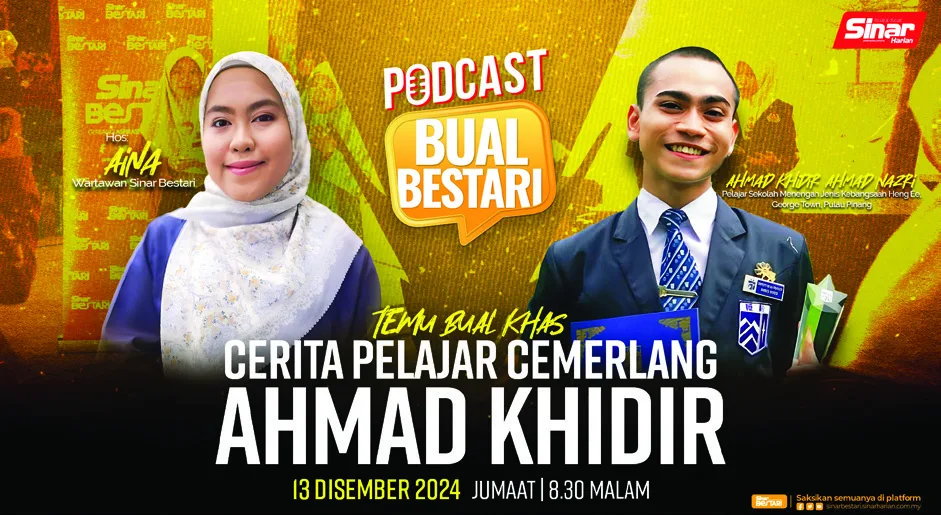 Sinar
Harian
PODCAST
BUAL
BESTARI
Hos:
AINA
Wartawan Sinar Bestari
Sinar
BESTARI
AHMAD KHIDIR AHMAD NAZRI
Pelajar Sekolah Menengah Jenis Kebangsaan Heng Ee,
George Town, Pulau Pinang
TEMU BUAL KHAS
CERITA PELAJAR CEMERLANG
AHMAD KHIDIR
13 DISEMBER 2024 JUMAAT | 8.30 MALAM
Sinar
BESTARI
Saksikan semuanya di platform
sinarbestari.sinarharian.com.my